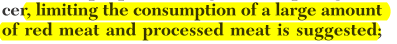 cer, limiting the consumption of a large amount
of red meat and processed meat is suggested;